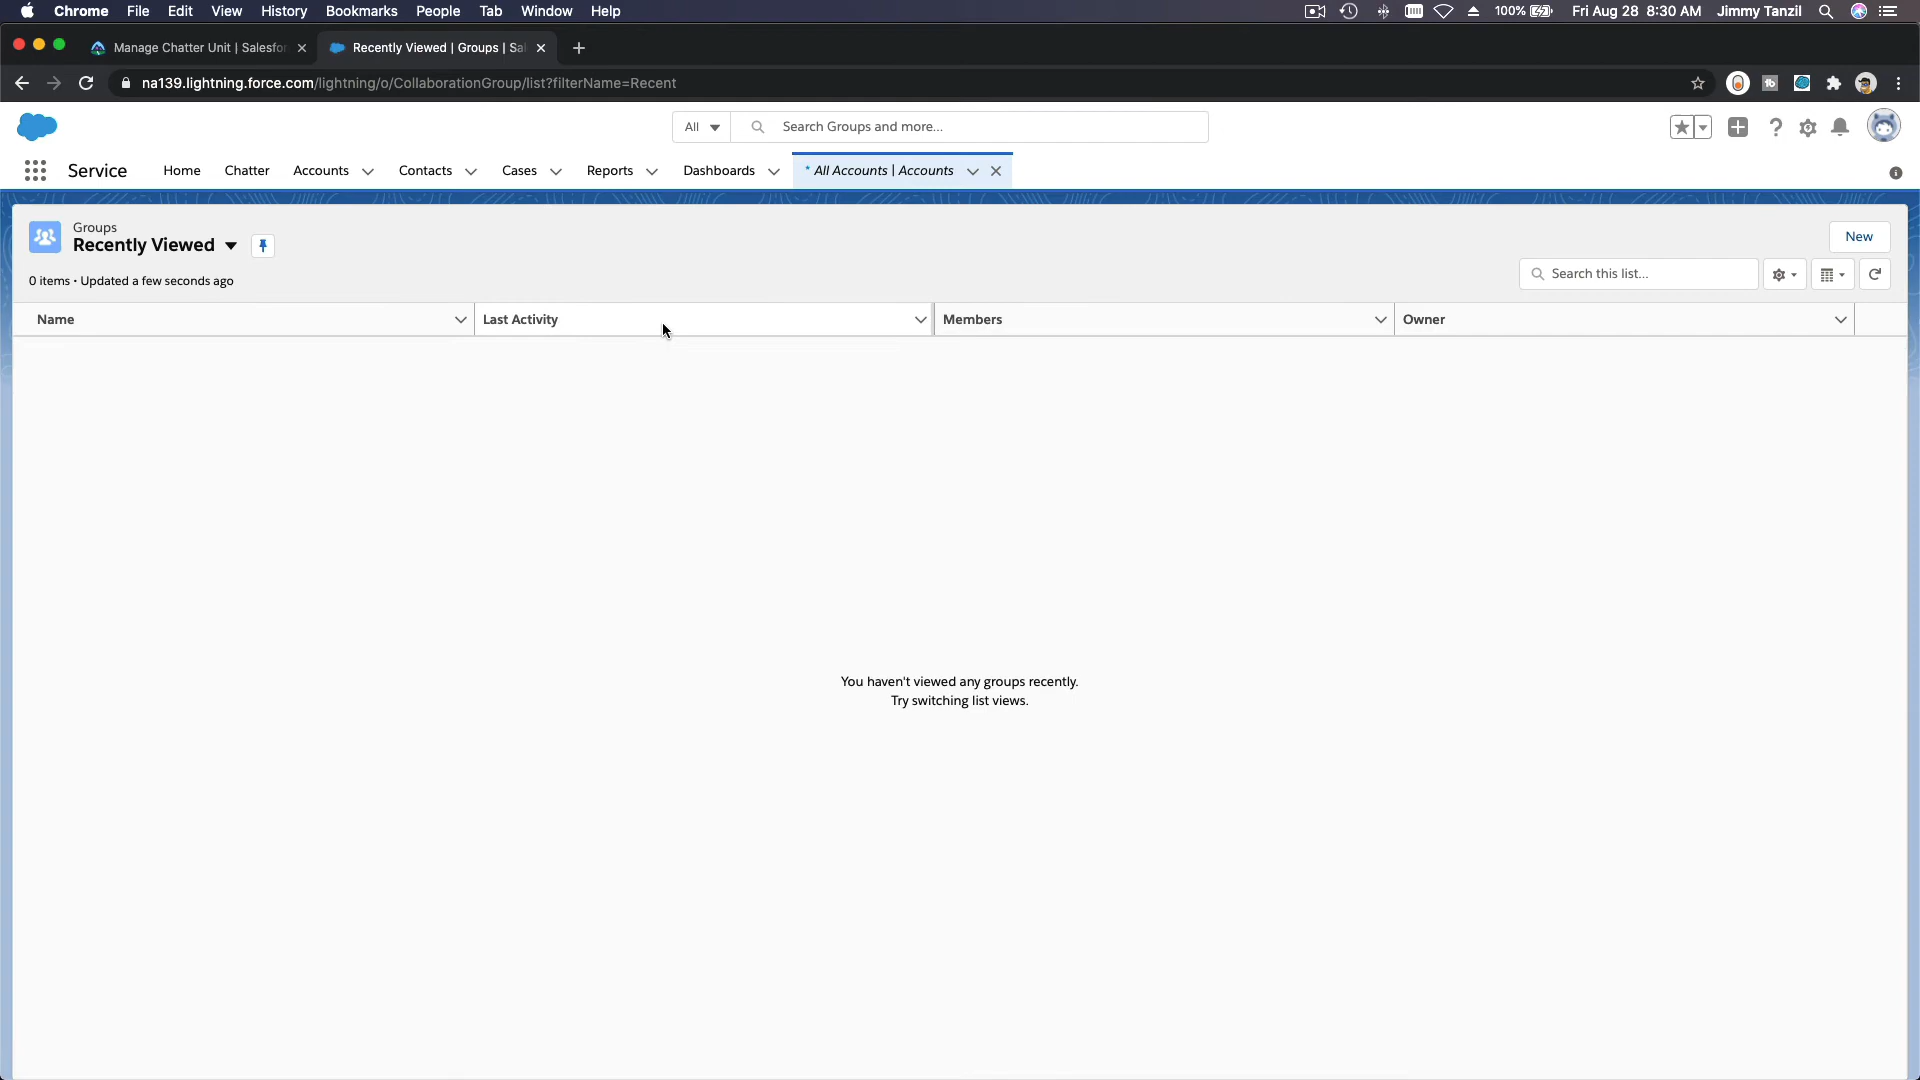 Chrome File Edit View History Bookmarks People Tab Window Help 100% Fri Aug 28 8:30 AM Jimmy Tanzil
Manage Chatter Unit | Salesfor Recently Viewed | Groups | Sal
na139.lightning.force.com/lightning/o/CollaborationGroup/list?filterName=Recent
All Search Groups and more...
Service Home Chatter Accounts Contacts Cases Reports Dashboards * All Accounts | Accounts
Groups
Recently Viewed
New
0 items • Updated a few seconds ago
Search this list...
Name Last Activity Members Owner
You haven't viewed any groups recently.
Try switching list views.